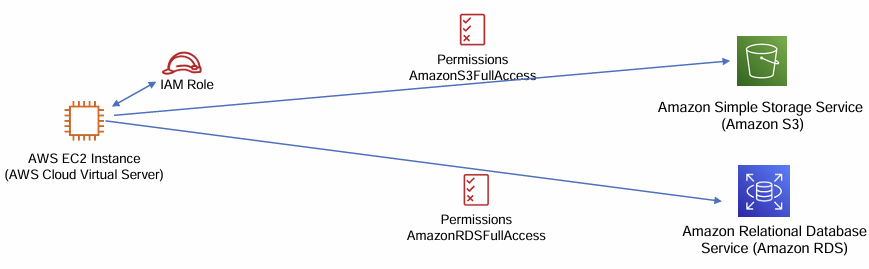 Permissions
AmazonS3FullAccess
IAM Role
Amazon Simple Storage Service
(Amazon S3)
AWS EC2 Instance
(AWS Cloud Virtual Server)
Permissions
AmazonRDSFullAccess
Amazon Relational Database
Service (Amazon RDS)